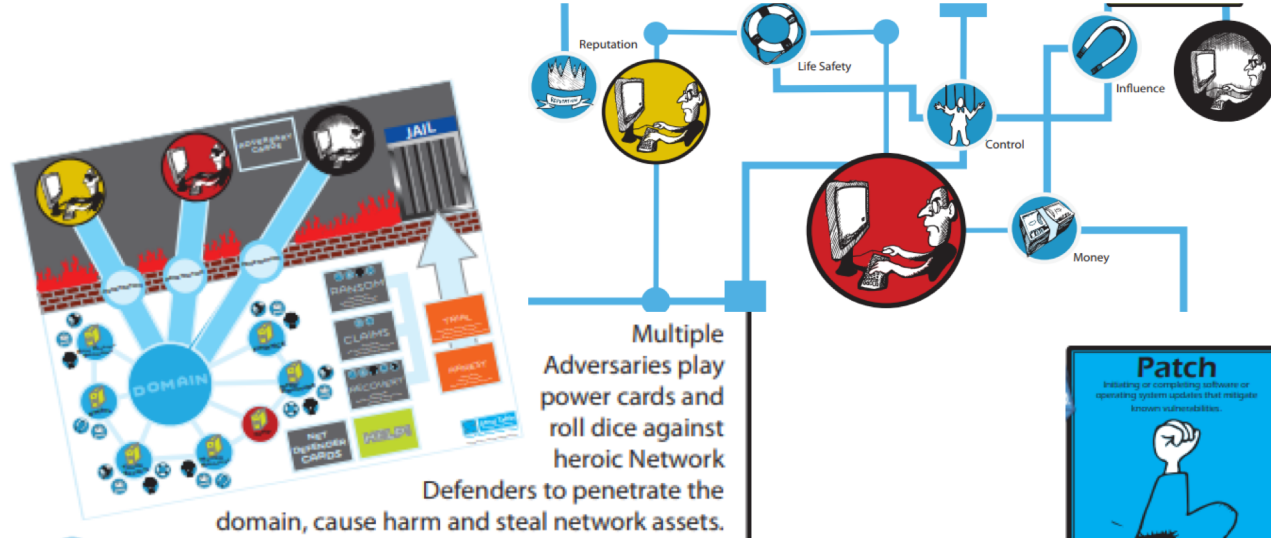 Reputation
REPUTATION
Life Safety
Influence
Control
Money
ADVERSARY
CARDS
JAIL
RANSOM
CLAIMS
RECOVERY
TRIAL
DOMAIN
NET
DEFENDER
CARDS
HELP!
Multiple
Adversaries play
power cards and
roll dice against
heroic Network
Defenders to penetrate the
domain, cause harm and steal network assets.
Patch
Initiating or completing software or
operating system updates that mitigate
known vulnerabilities.